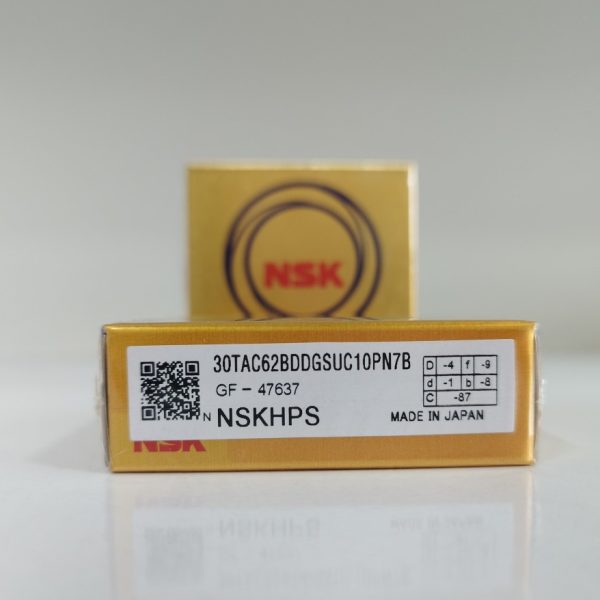 NSK
30TAC62BDDGSUC10PN7B
GF - 47637
N NSKHPS
D -4 f -9
d -1 b -8
C -87
MADE IN JAPAN
NSK